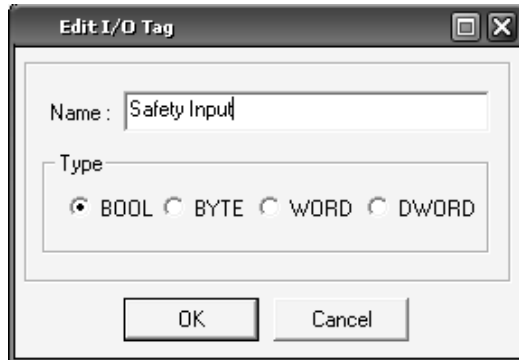 Edit I/O Tag
Name : Safety Input
Type
BOOL BYTE WORD DWORD
OK Cancel